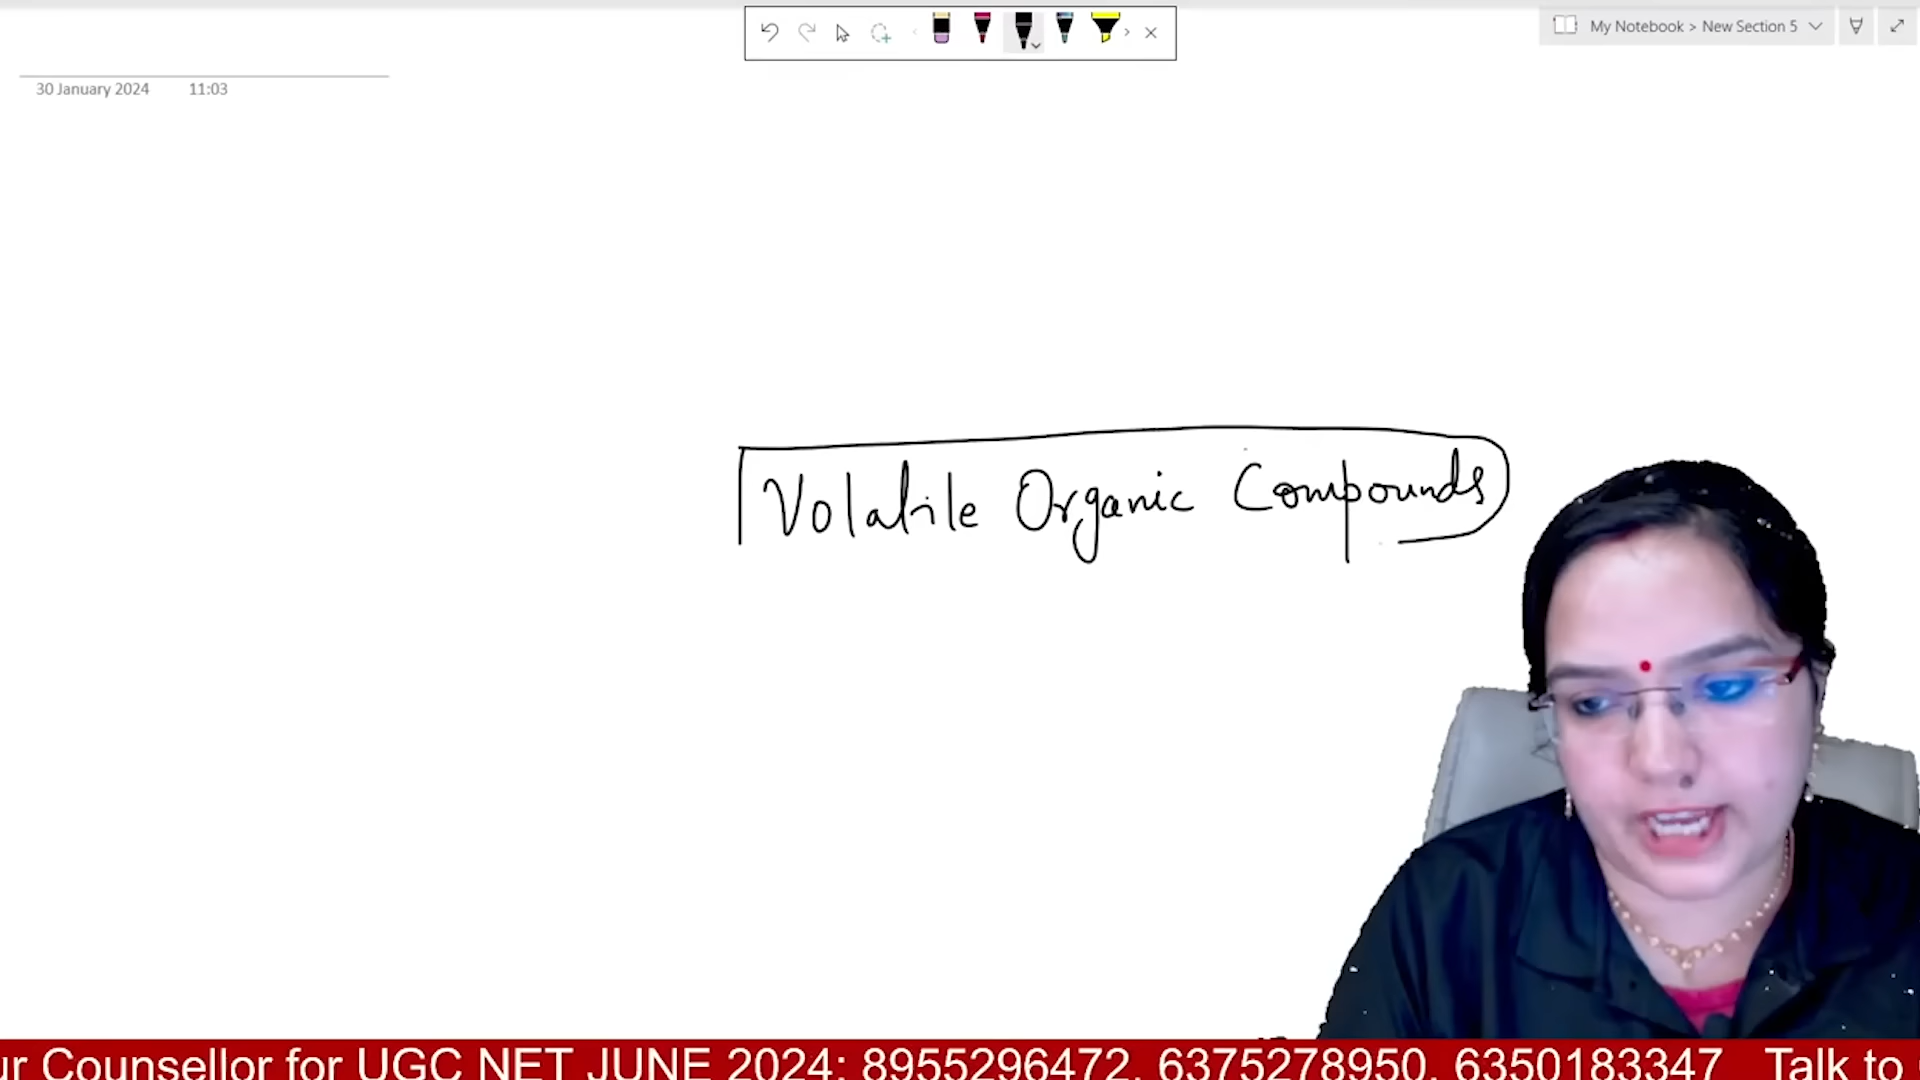 My Notebook > New Section 5
30 January 2024 11:03
Volatile Organic Compounds
ur Counsellor for UGC NET JUNE 2024: 8955296472, 6375278950, 6350183347 Talk to